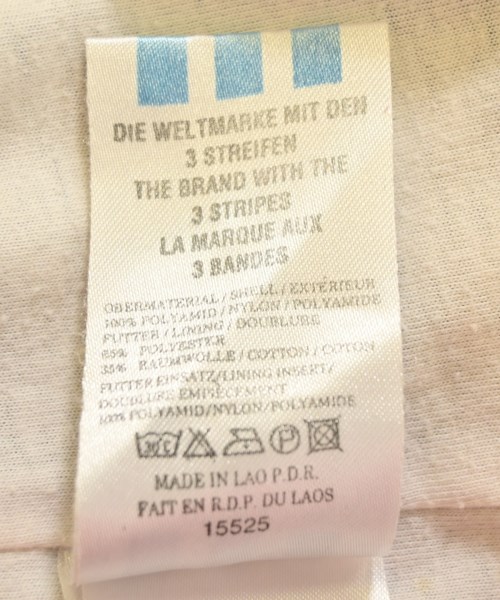 DIE WELTMARKE MIT DEN
3 STREIFEN
THE BRAND WITH THE
3 STRIPES
LA MARQUE AUX
3 BANDES
OBERMATERIAL/SHELL/EXTÉRIEUR
100% POLYAMID/NYLON/POLYAMIDE
FUTTER/LINING/DOUBLURE
65% POLYESTER
35% BAUMWOLLE/COTTON/COTON
FUTTER EINSATZ/LINING INSERT/
DOUBLURE EMPIÈCEMENT
100% POLYAMID/NYLON/POLYAMIDE
P
MADE IN LAO P.D.R.
FAIT EN R.D.P. DU LAOS
15525